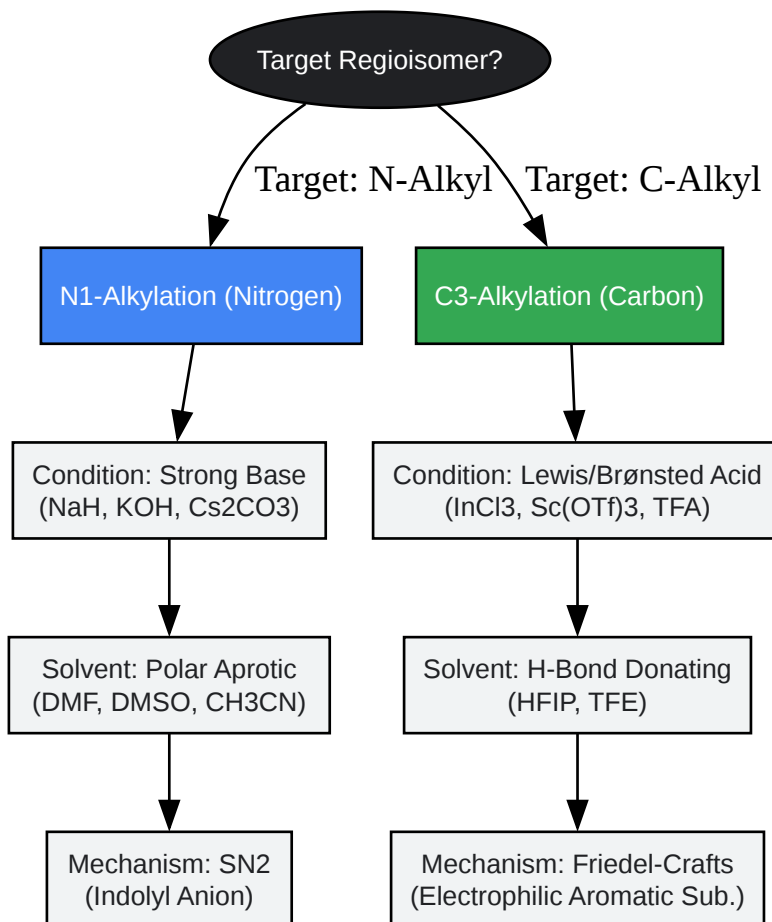 Target Regioisomer?
Target: N-Alkyl
Target: C-Alkyl
N1-Alkylation (Nitrogen)
C3-Alkylation (Carbon)
Condition: Strong Base
(NaH, KOH, Cs2CO3)
Condition: Lewis/Brønsted Acid
(InCl3, Sc(OTf)3, TFA)
Solvent: Polar Aprotic
(DMF, DMSO, CH3CN)
Solvent: H-Bond Donating
(HFIP, TFE)
Mechanism: SN2
(Indolyl Anion)
Mechanism: Friedel-Crafts
(Electrophilic Aromatic Sub.)